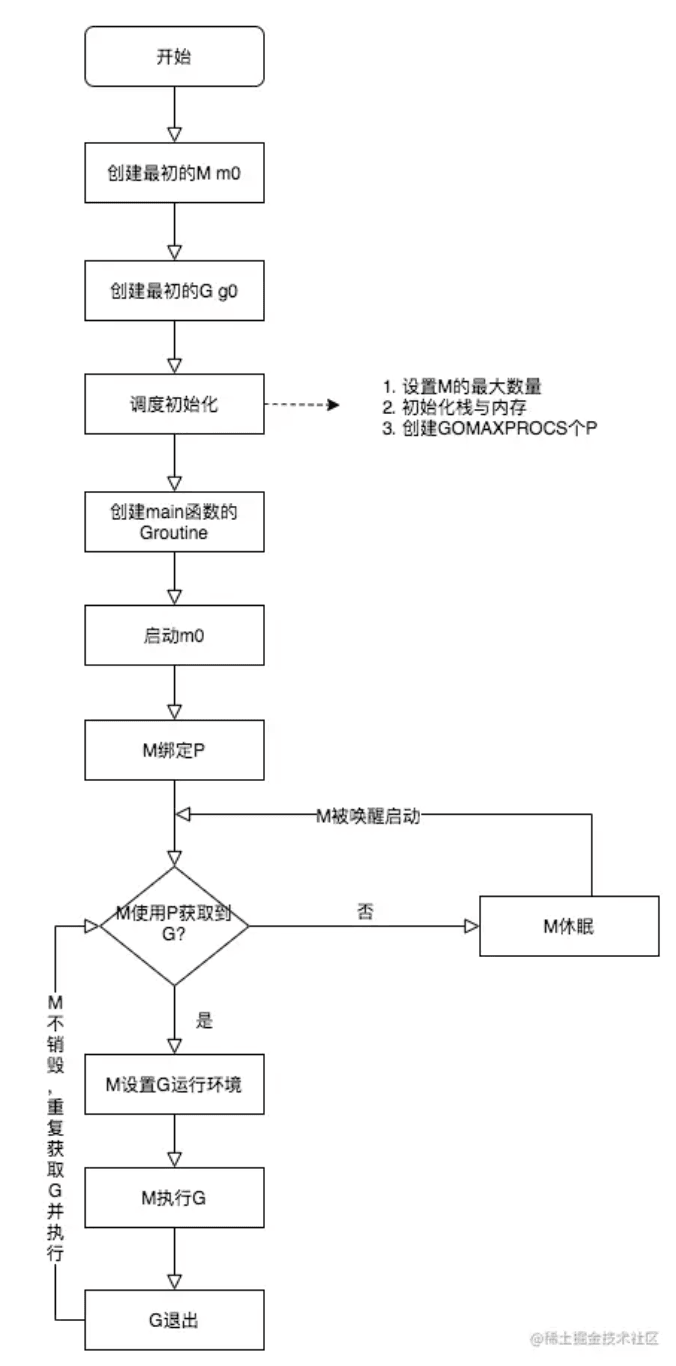 开始
创建最初的M m0
创建最初的G g0
调度初始化
1. 设置M的最大数量
2. 初始化栈与内存
3. 创建GOMAXPROCS个P
创建main函数的
Groutine
启动m0
M绑定P
M被唤醒启动
M使用P获取到
G?
否
M休眠
是
M不销毁,重复获取G并执行
M设置G运行环境
M执行G
G退出
@稀土掘金技术社区